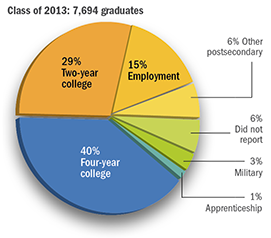 Class of 2013: 7,694 graduates
29%
Two-year
college
15%
Employment
6% Other
postsecondary
6%
Did not
report
3%
Military
1%
Apprenticeship
40%
Four-year
college